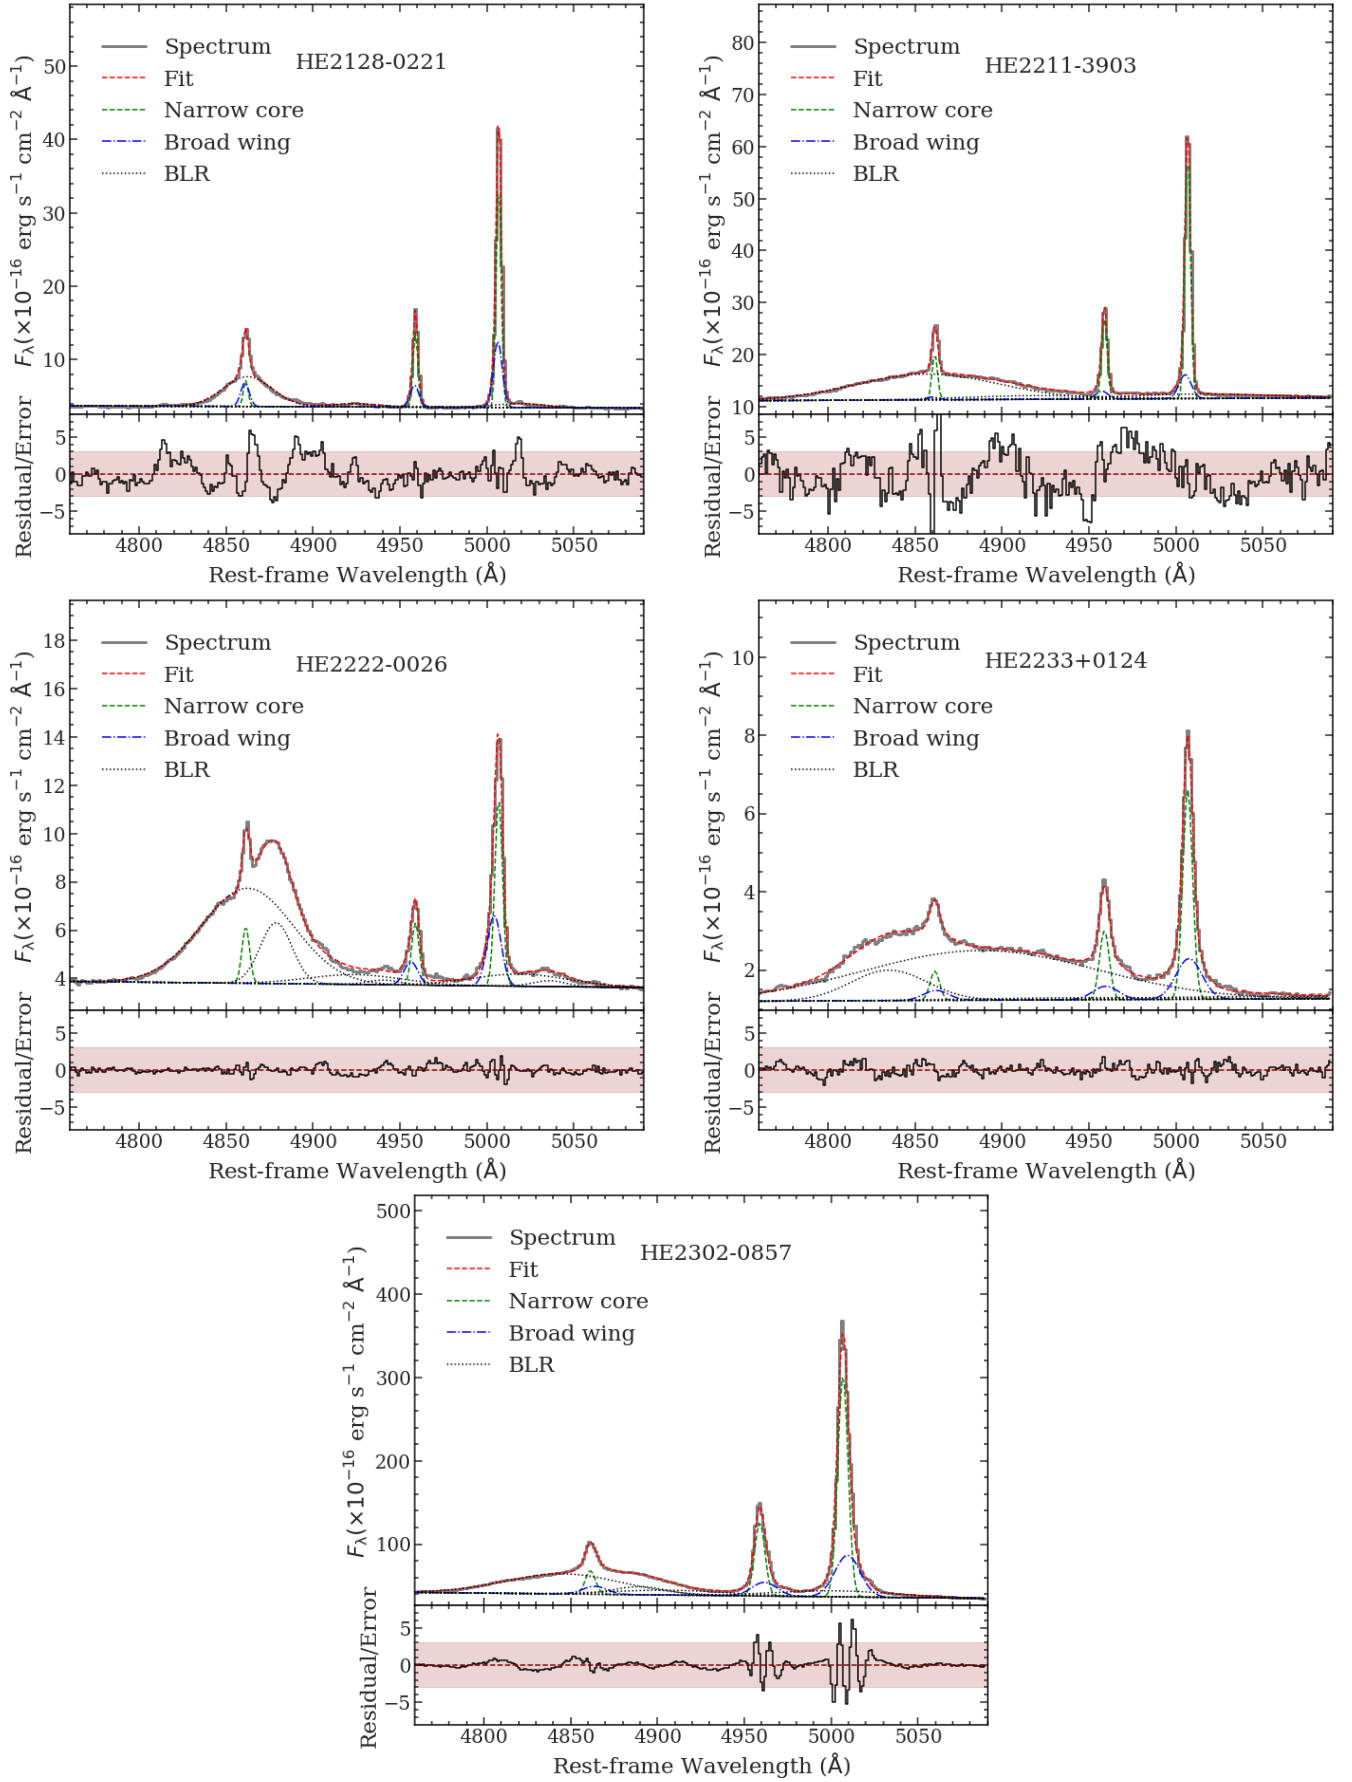 HE2128-0221
Spectrum
Fit
Narrow core
Broad wing
BLR
F_λ(×10⁻¹⁶ erg s⁻¹ cm⁻² Å⁻¹)
50
40
30
20
10
Residual/Error
5
0
−5
4800 4850 4900 4950 5000 5050
Rest-frame Wavelength (Å)
HE2211-3903
Spectrum
Fit
Narrow core
Broad wing
BLR
F_λ(×10⁻¹⁶ erg s⁻¹ cm⁻² Å⁻¹)
80
70
60
50
40
30
20
10
Residual/Error
5
0
−5
4800 4850 4900 4950 5000 5050
Rest-frame Wavelength (Å)
HE2222-0026
Spectrum
Fit
Narrow core
Broad wing
BLR
F_λ(×10⁻¹⁶ erg s⁻¹ cm⁻² Å⁻¹)
18
16
14
12
10
8
6
4
Residual/Error
5
0
−5
4800 4850 4900 4950 5000 5050
Rest-frame Wavelength (Å)
HE2233+0124
Spectrum
Fit
Narrow core
Broad wing
BLR
F_λ(×10⁻¹⁶ erg s⁻¹ cm⁻² Å⁻¹)
10
8
6
4
2
Residual/Error
5
0
−5
4800 4850 4900 4950 5000 5050
Rest-frame Wavelength (Å)
HE2302-0857
Spectrum
Fit
Narrow core
Broad wing
BLR
F_λ(×10⁻¹⁶ erg s⁻¹ cm⁻² Å⁻¹)
500
400
300
200
100
Residual/Error
5
0
−5
4800 4850 4900 4950 5000 5050
Rest-frame Wavelength (Å)